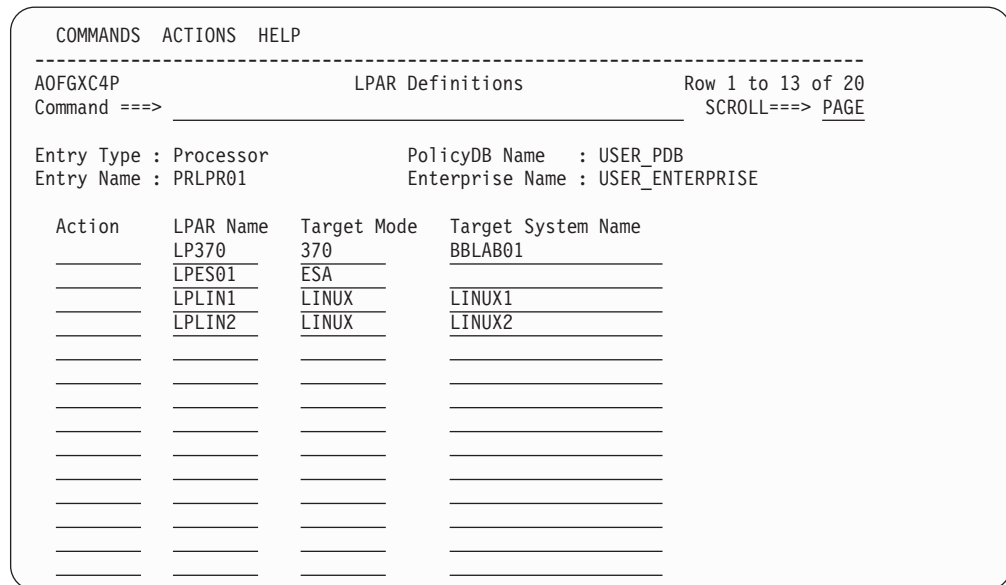 COMMANDS ACTIONS HELP
-------------------------------------------------------------------------------
AOFGXC4P LPAR Definitions Row 1 to 13 of 20
Command ===> SCROLL===> PAGE
Entry Type : Processor PolicyDB Name : USER_PDB
Entry Name : PRLPR01 Enterprise Name : USER_ENTERPRISE
Action LPAR Name Target Mode Target System Name
LP370 370 BBLAB01
LPES01 ESA
LPLIN1 LINUX LINUX1
LPLIN2 LINUX LINUX2